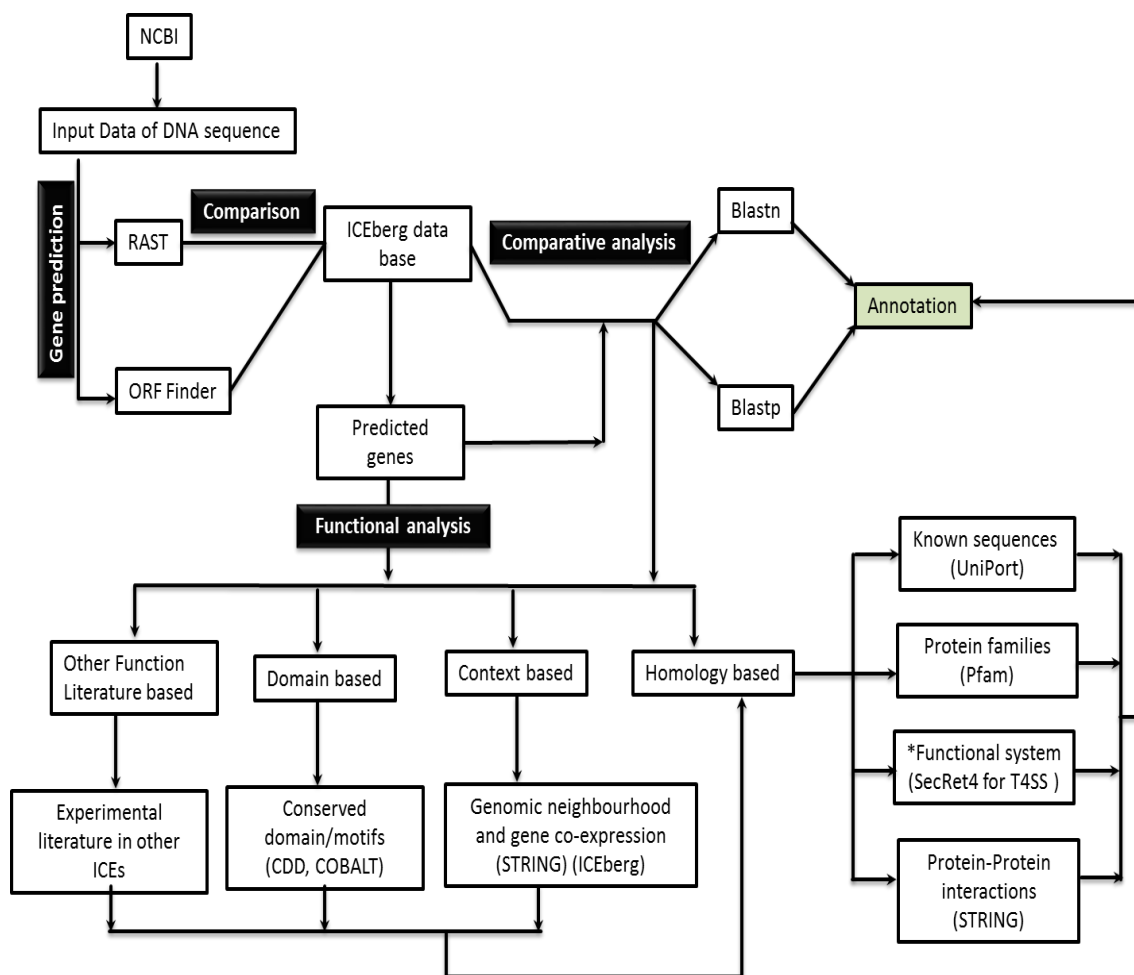 NCBI
Input Data of DNA sequence
Gene prediction
RAST
Comparison
ICEberg data
base
Comparative analysis
Blastn
Annotation
ORF Finder
Blastp
Predicted
genes
Functional analysis
Known sequences
(UniPort)
Other Function
Literature based
Domain based
Context based
Homology based
Protein families
(Pfam)
*Functional system
(SecRet4 for T4SS )
Experimental
literature in other
ICEs
Conserved
domain/motifs
(CDD, COBALT)
Genomic neighbourhood
and gene co-expression
(STRING) (ICEberg)
Protein-Protein
interactions
(STRING)